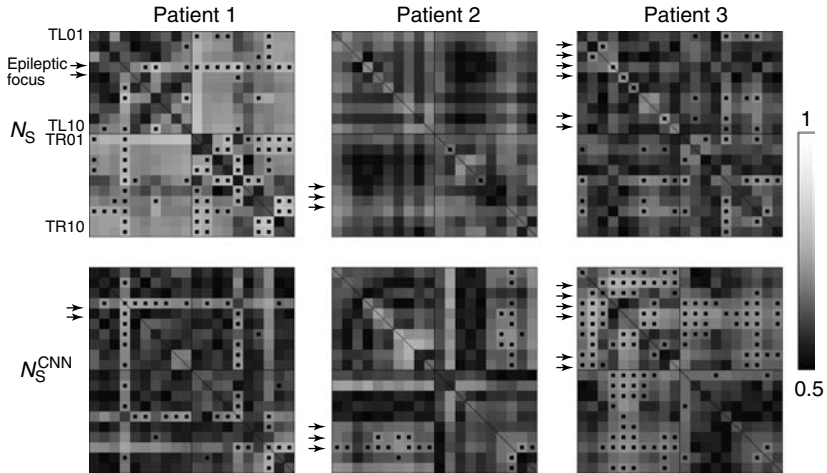 Patient 1
Patient 2
Patient 3
TL01
Epileptic
focus
N_S
TL10
TR01
TR10
N_S^CNN
1
0.5